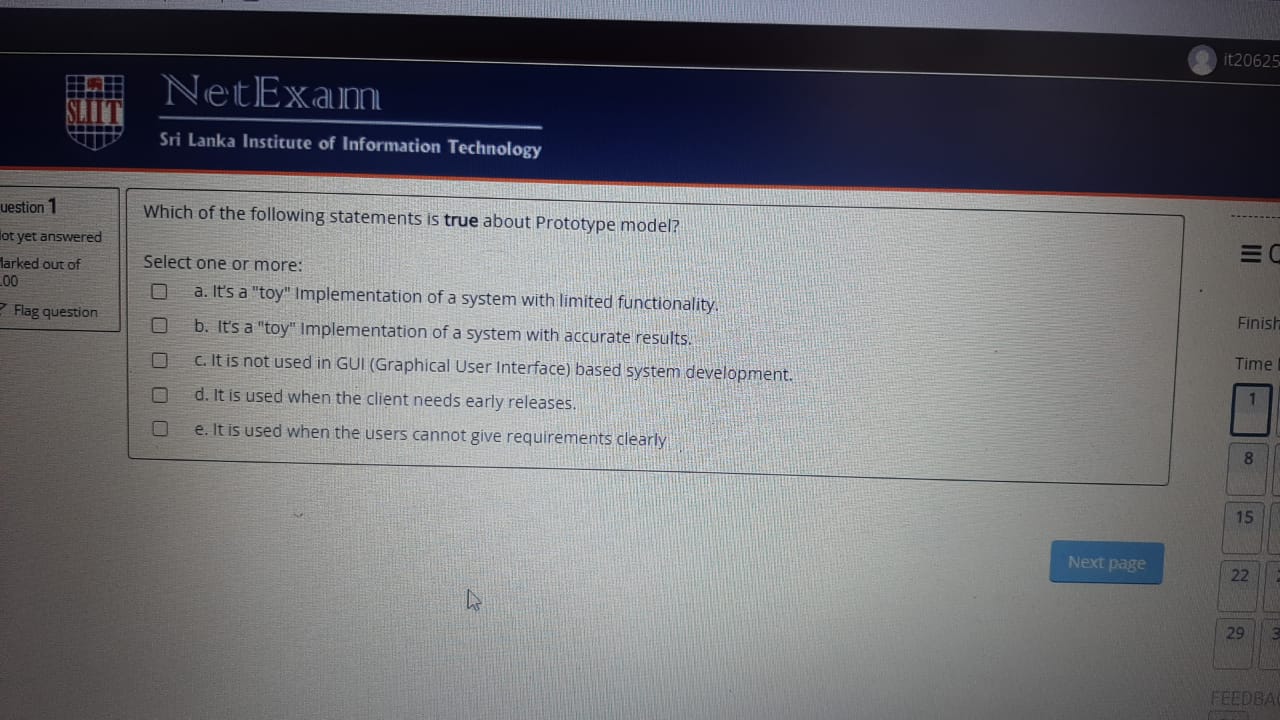 it20625
SLIIT
NetExam
Sri Lanka Institute of Information Technology
uestion 1
ot yet answered
arked out of
.00
Flag question
Which of the following statements is true about Prototype model?
Select one or more:
a. It's a "toy" Implementation of a system with limited functionality.
b. It's a "toy" Implementation of a system with accurate results.
c. It is not used in GUI (Graphical User Interface) based system development.
d. It is used when the client needs early releases.
e. It is used when the users cannot give requirements clearly
Next page
Finish
Time
1
8
15
22
29
FEEDBA